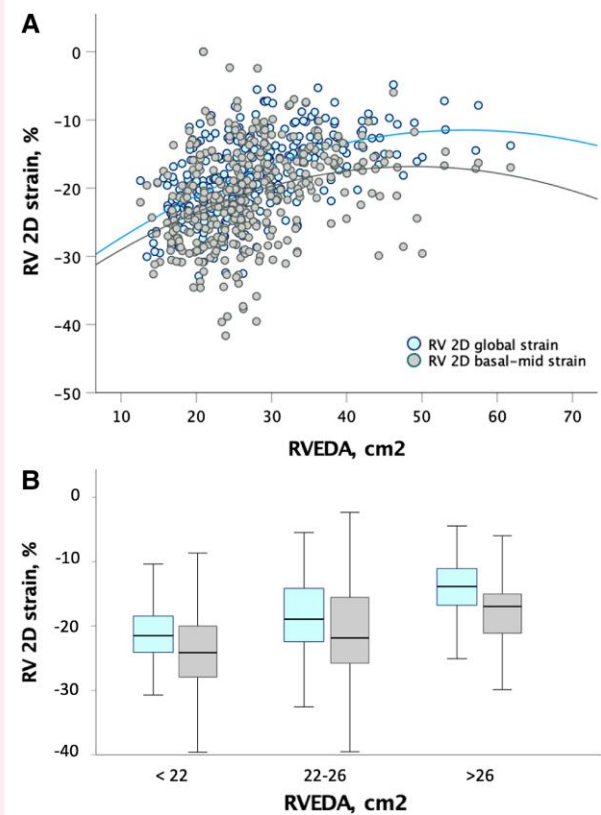 A
0
-10
-20
-30
-40
-50
RV 2D strain, %
RV 2D global strain
RV 2D basal-mid strain
10 20 30 40 50 60 70
RVEDA, cm2
B
0
-10
-20
-30
-40
RV 2D strain, %
< 22 22-26 >26
RVEDA, cm2